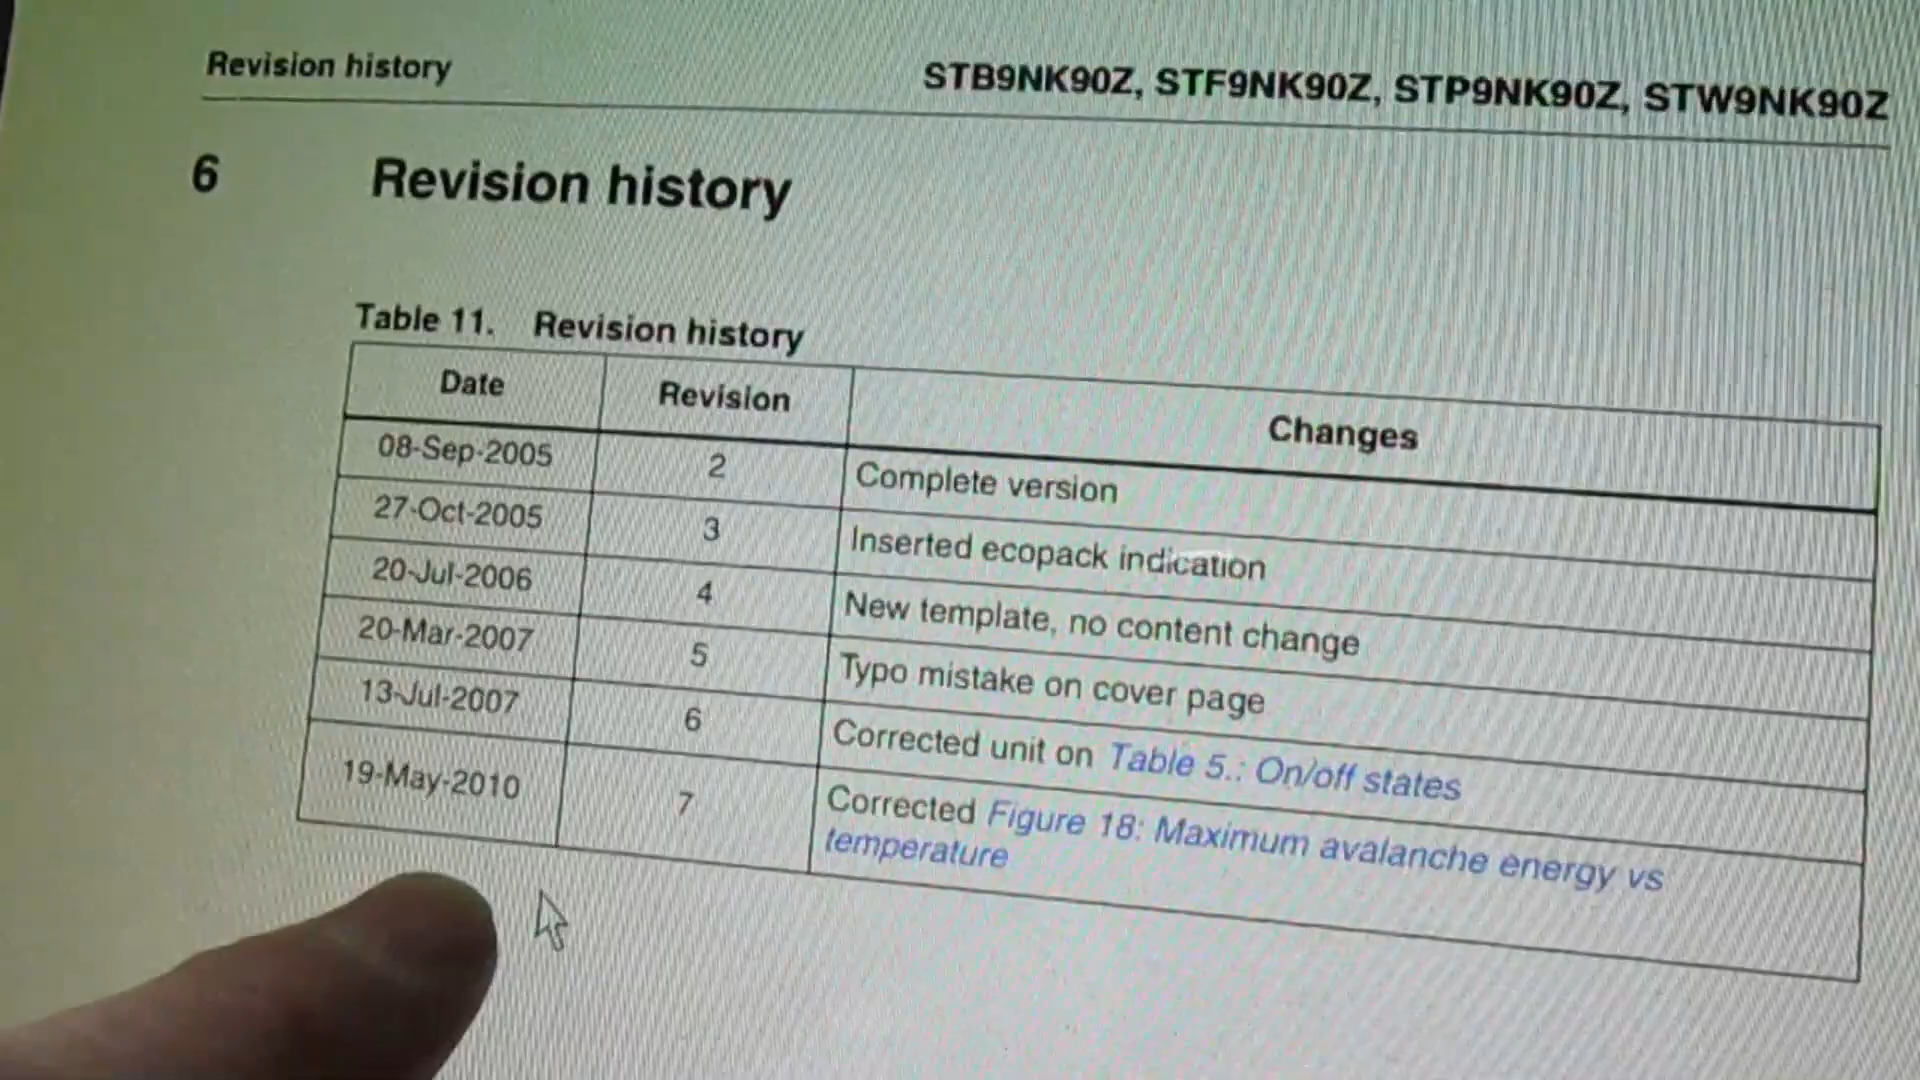 Revision history
STB9NK90Z, STF9NK90Z, STP9NK90Z, STW9NK90Z
6 Revision history
Table 11. Revision history
Date Revision Changes
08-Sep-2005 2 Complete version
27-Oct-2005 3 Inserted ecopack indication
20-Jul-2006 4 New template, no content change
20-Mar-2007 5 Typo mistake on cover page
13-Jul-2007 6 Corrected unit on Table 5.: On/off states
19-May-2010 7 Corrected Figure 18: Maximum avalanche energy vs
temperature